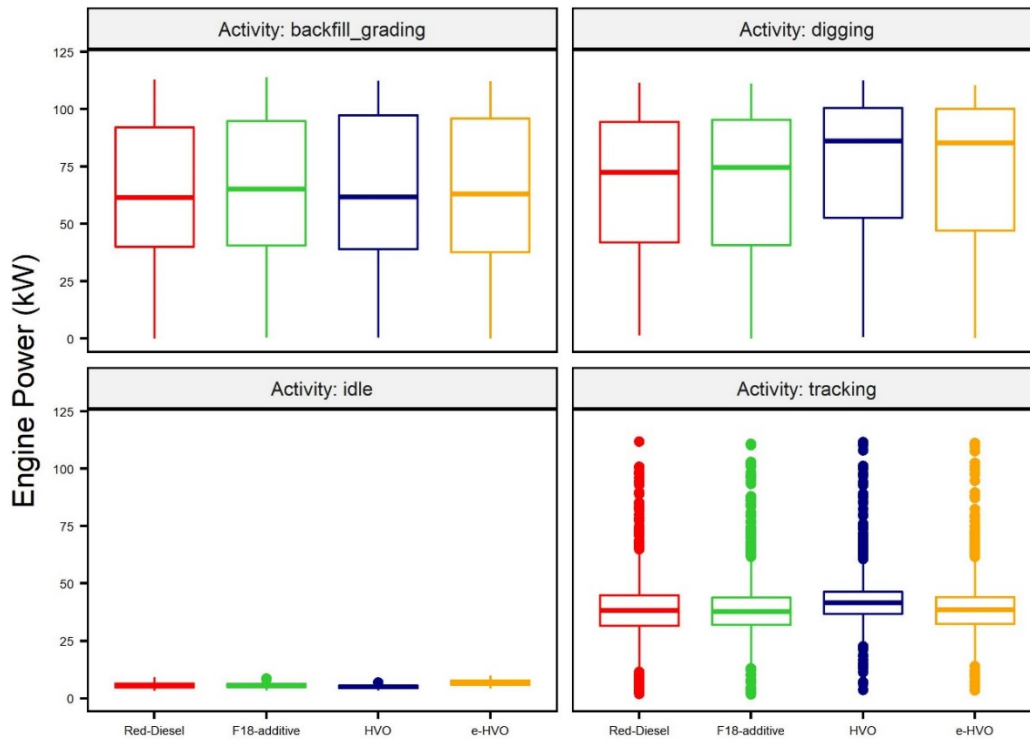 Activity: backfill_grading
Activity: digging
125
100
75
50
25
0
Activity: idle
Activity: tracking
125
100
75
50
25
0
Engine Power (kW)
Red-Diesel F18-additive HVO e-HVO
Red-Diesel F18-additive HVO e-HVO